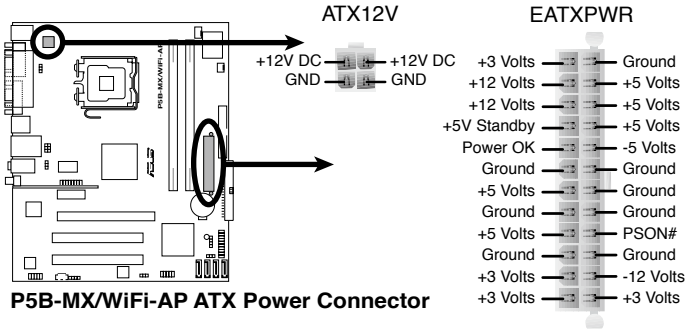 ATX12V
+12V DC +12V DC
GND GND
EATXPWR
+3 Volts Ground
+12 Volts +5 Volts
+12 Volts +5 Volts
+5V Standby +5 Volts
Power OK -5 Volts
Ground Ground
+5 Volts Ground
Ground Ground
+5 Volts PSON#
Ground Ground
+3 Volts -12 Volts
+3 Volts +3 Volts
P5B-MX/WiFi-AP
ASUS
P5B-MX/WiFi-AP ATX Power Connector